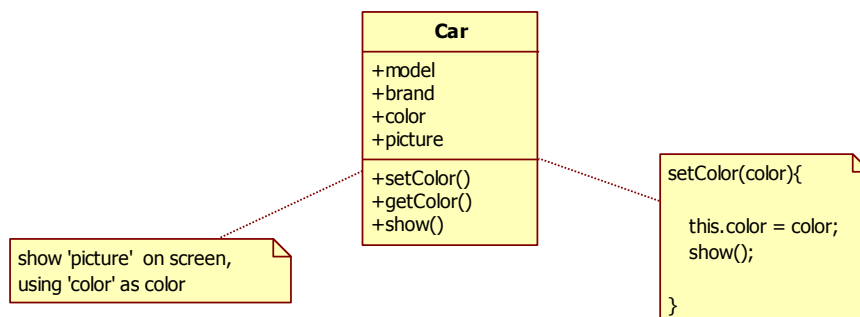 Car
+model
+brand
+color
+picture
+setColor()
+getColor()
+show()
show 'picture' on screen,
using 'color' as color
setColor(color){
this.color = color;
show();
}